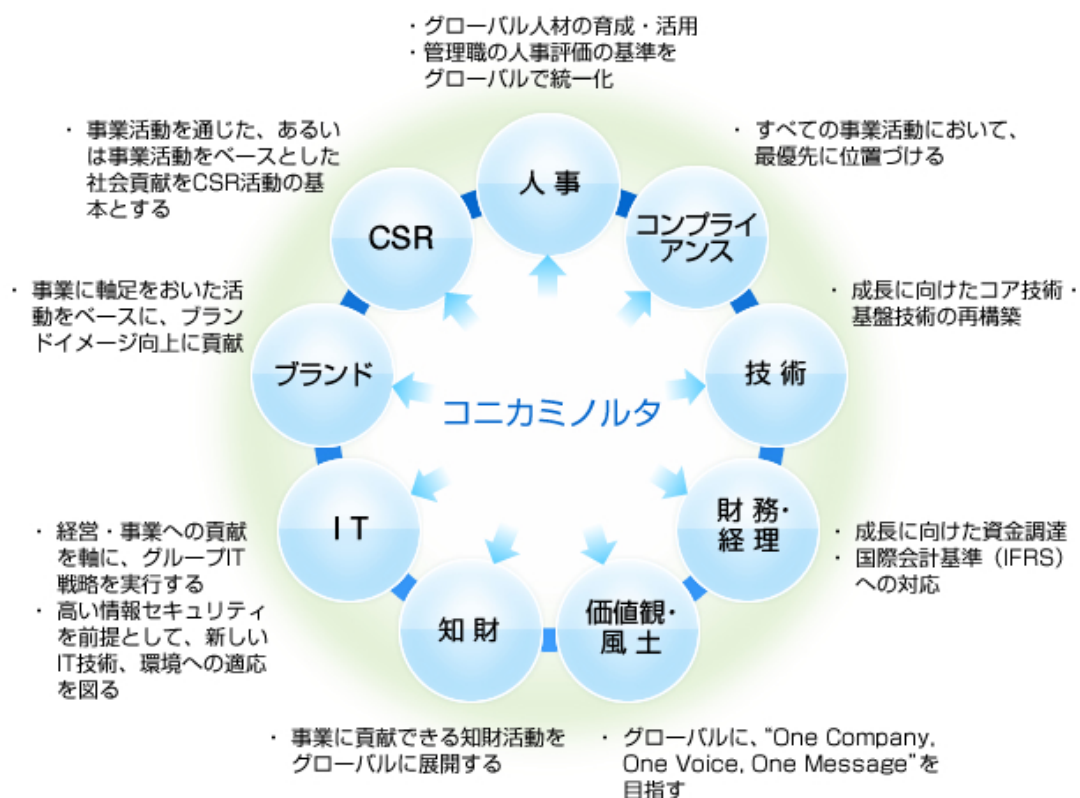 ・グローバル人材の育成・活用
・管理職の人事評価の基準を
グローバルで統一化
人事
・すべての事業活動において、
最優先に位置づける
コンプライ
アンス
・成長に向けたコア技術・
基盤技術の再構築
技術
・成長に向けた資金調達
・国際会計基準（IFRS）
への対応
財務・
経理
・グローバルに、“One Company,
One Voice, One Message”を
目指す
価値観・
風土
・事業に貢献できる知財活動を
グローバルに展開する
知財
・経営・事業への貢献
を軸に、グループIT
戦略を実行する
・高い情報セキュリティ
を前提として、新しい
IT技術、環境への適応
を図る
IT
・事業に軸足をおいた活
動をベースに、ブラン
ドイメージ向上に貢献
ブランド
・事業活動を通じた、あるい
は事業活動をベースとした
社会貢献をCSR活動の基
本とする
CSR
コニカミノルタ